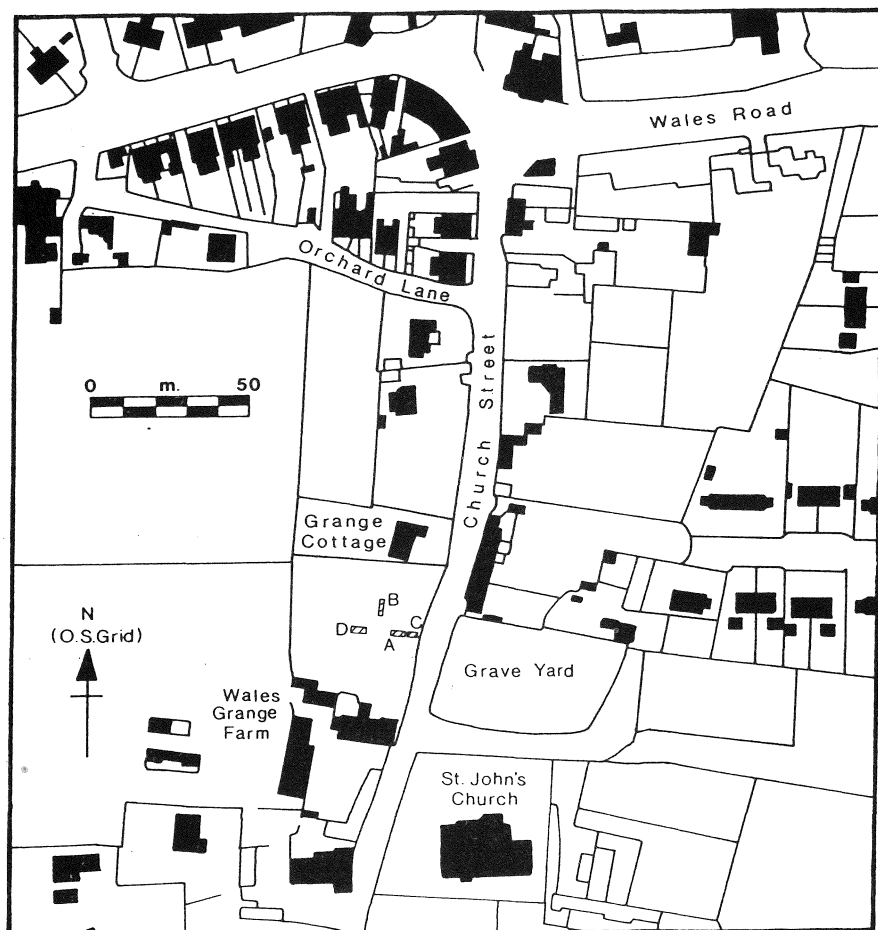 Wales Road
Orchard Lane
Church Street
0 m. 50
Grange
Cottage
N
(O.S.Grid)
B
D
C
A
Grave Yard
Wales
Grange
Farm
St. John's
Church